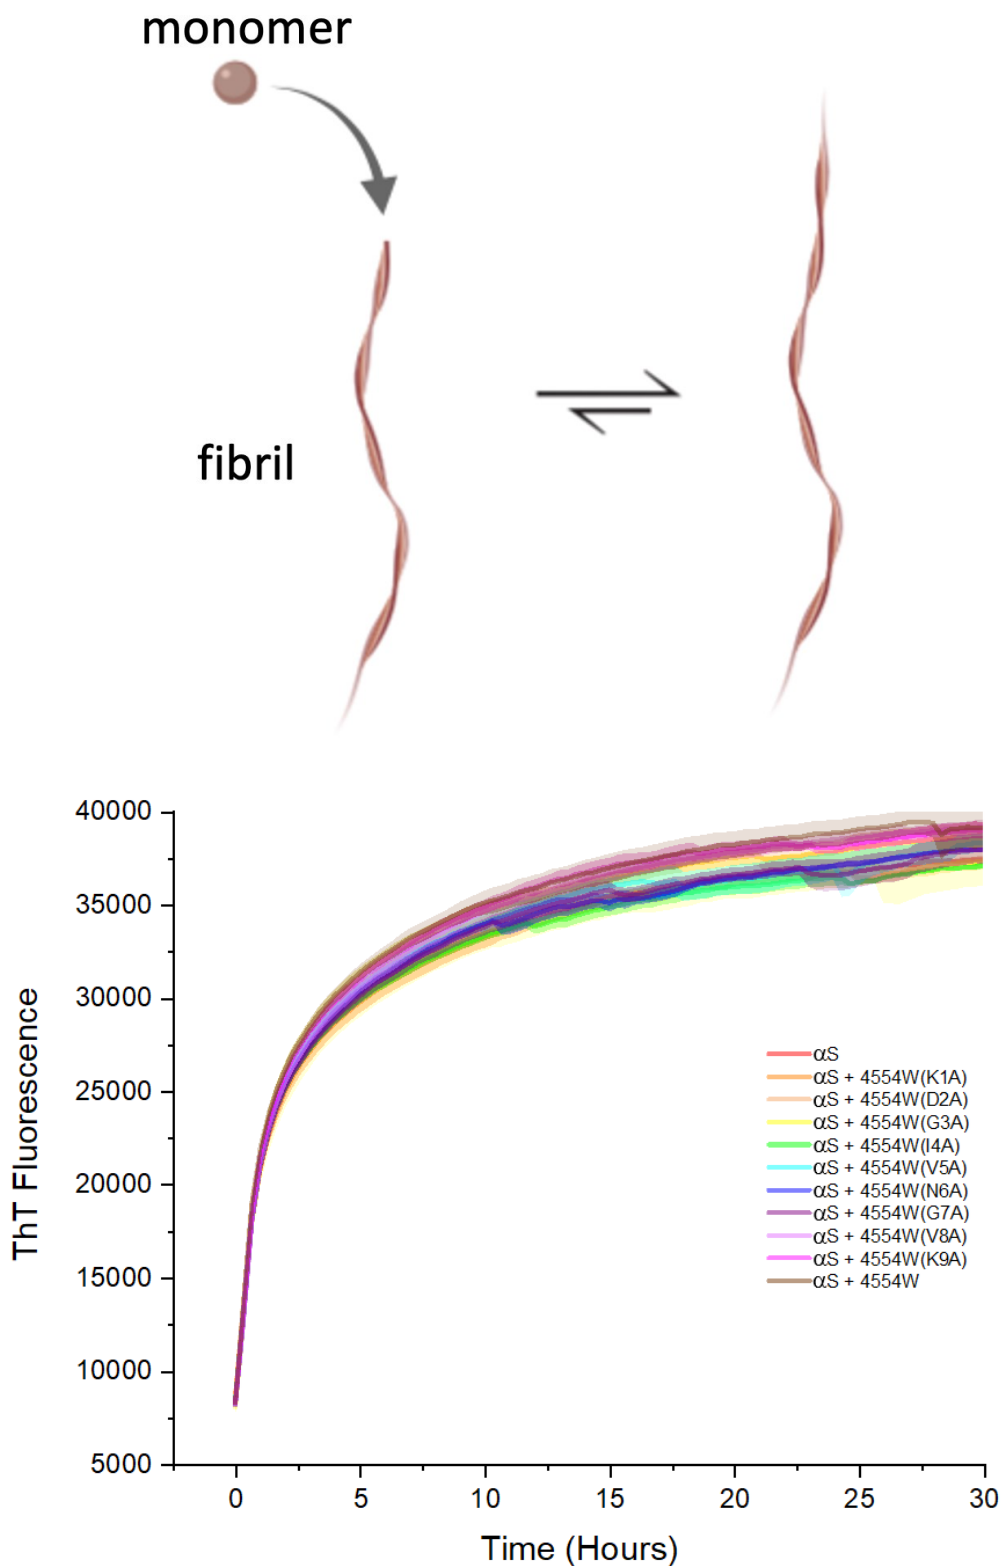 monomer
fibril
40000
35000
30000
25000
20000
15000
10000
5000
ThT Fluorescence
αS
αS + 4554W(K1A)
αS + 4554W(D2A)
αS + 4554W(G3A)
αS + 4554W(I4A)
αS + 4554W(V5A)
αS + 4554W(N6A)
αS + 4554W(G7A)
αS + 4554W(V8A)
αS + 4554W(K9A)
αS + 4554W
0 5 10 15 20 25 30
Time (Hours)